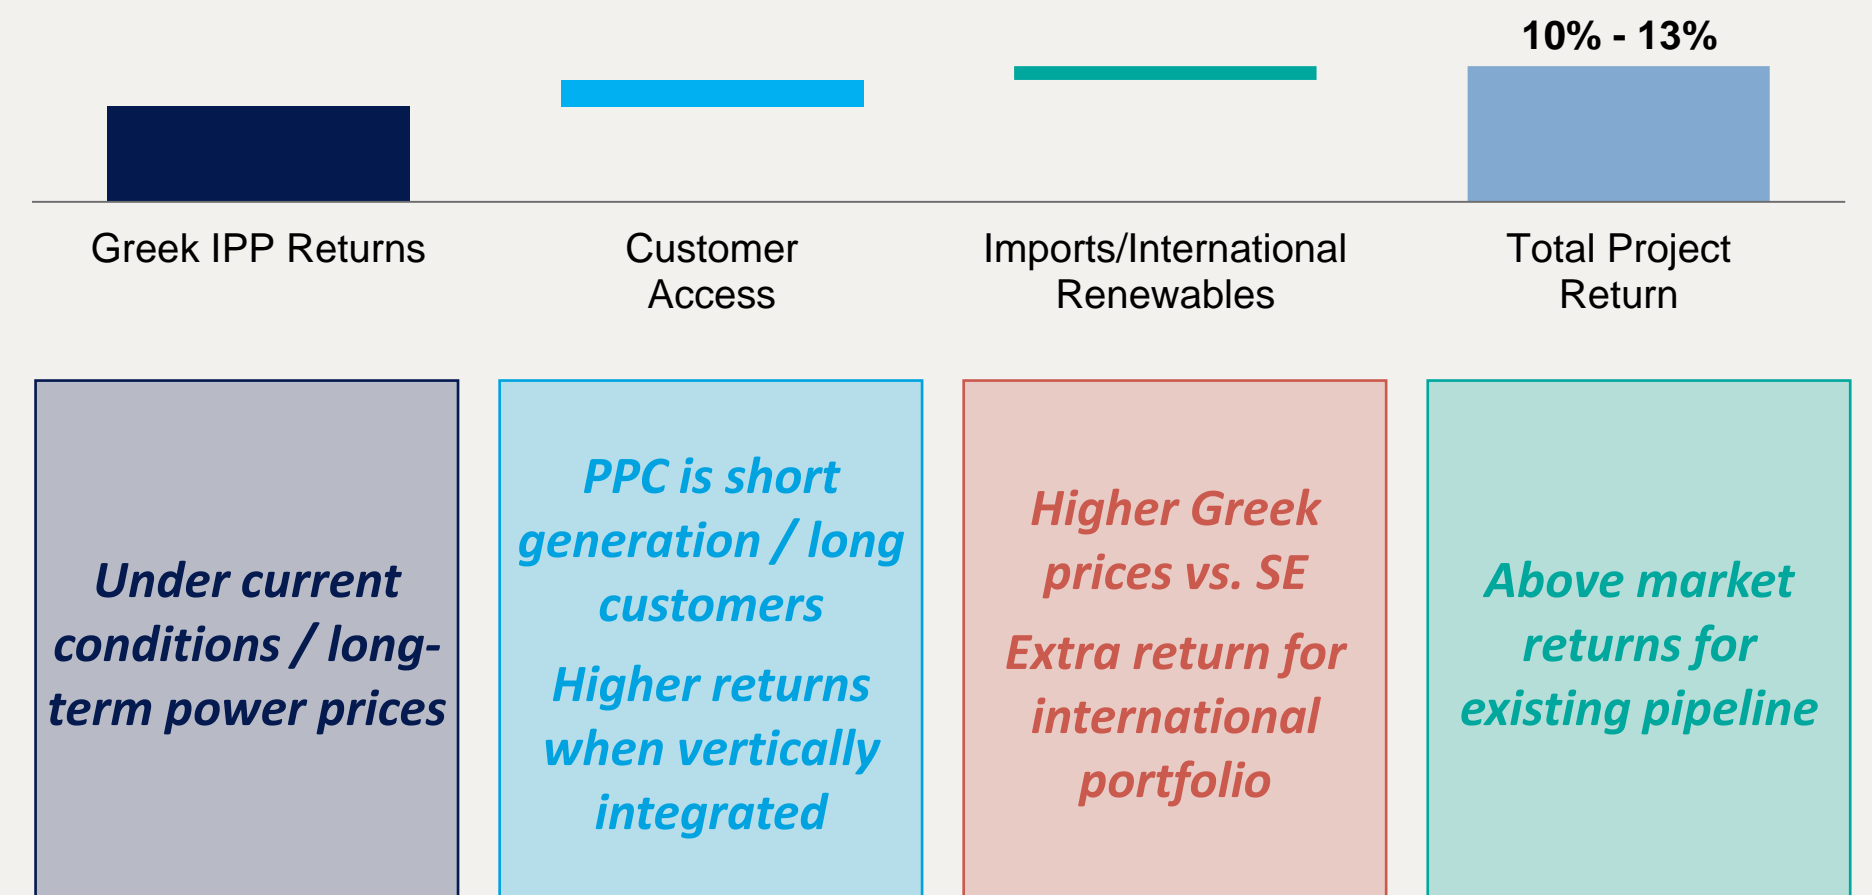 10% - 13%
Greek IPP Returns
Customer
Access
Imports/International
Renewables
Total Project
Return
Under current
conditions / long-
term power prices
PPC is short
generation / long
customers
Higher returns
when vertically
integrated
Higher Greek
prices vs. SE
Extra return for
international
portfolio
Above market
returns for
existing pipeline